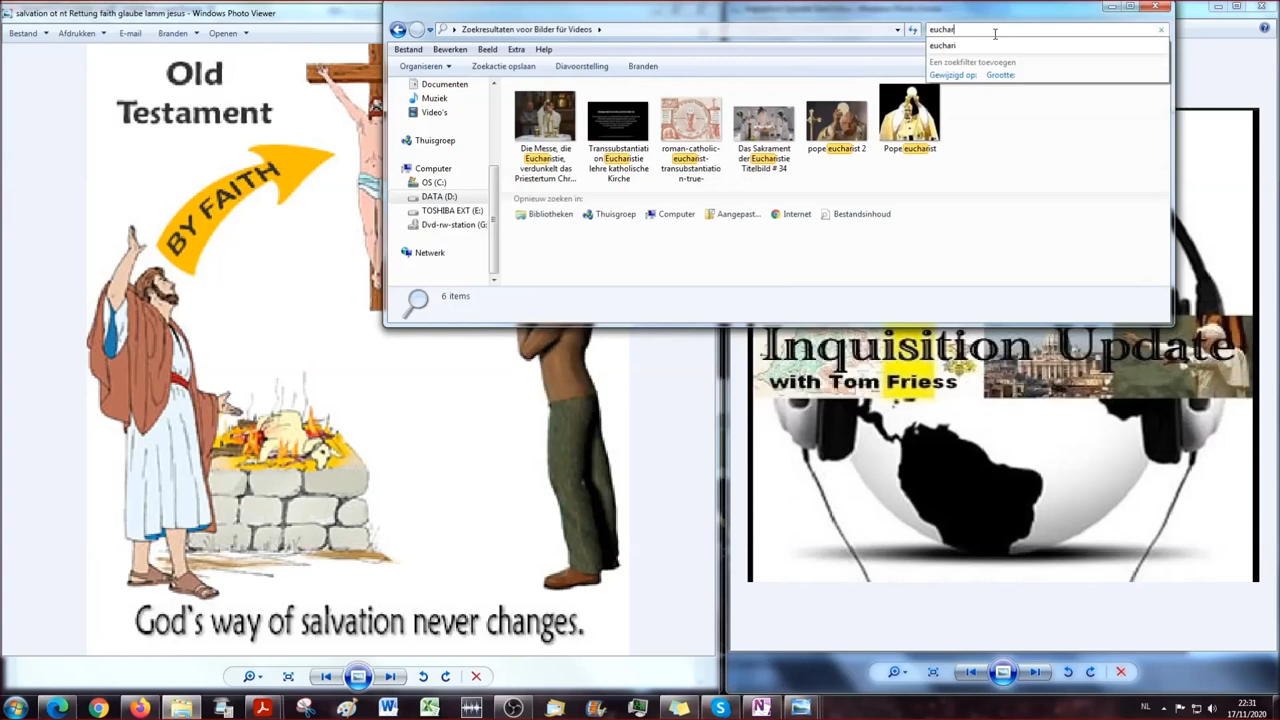 salvation ot nt Rettung faith glaube lamm jesus - Windows Photo Viewer
Bestand Afdrukken E-mail Branden Openen
Old
Testament
BY FAITH
God's way of salvation never changes.
Zoekresultaten voor Bilder für Videos
euchar
euchari
Een zoekfilter toevoegen
Gewijzigd op: Grootte:
Bestand Bewerken Beeld Extra Help
Organiseren Zoekactie opslaan Diavoorstelling Branden
Documenten
Muziek
Video's
Thuisgroep
Computer
OS (C:)
DATA (D:)
TOSHIBA EXT (E:)
Dvd-rw-station (G:
Netwerk
Die Messe, die
Eucharistie,
verdunkelt das
Priestertum Chr...
Transsubstantiati
on Eucharistie
lehre katholische
Kirche
roman-catholic-
eucharist-
transubstantiatio
n-true-
Das Sakrament
der Eucharistie
Titelbild # 34
pope eucharist 2
Pope eucharist
Opnieuw zoeken in:
Bibliotheken Thuisgroep Computer Aangepast... Internet Bestandsinhoud
6 items
Inquisition Update
with Tom Friess
NL
22:31
17/11/2020